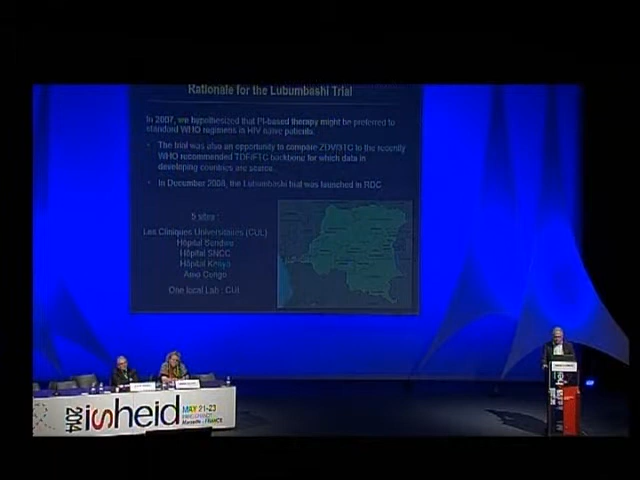 Rationale for the Lubumbashi Trial
In 2007, we hypothesized that PI-based therapy might be preferred to
standard WHO regimens in HIV naive patients.
• The trial was also an opportunity to compare ZDV/3TC to the recently
WHO recommended TDF/FTC backbone for which data in
developing countries are scarce.
• In December 2008, the Lubumbashi trial was launched in RDC
5 sites :
Les Cliniques Universitaires (CUL)
Hôpital Sendwe
Hôpital SNCC
Hôpital Kenya
Amo Congo
One local Lab : CUL
2014
isheid
MAY 21-23
Marseille - FRANCE